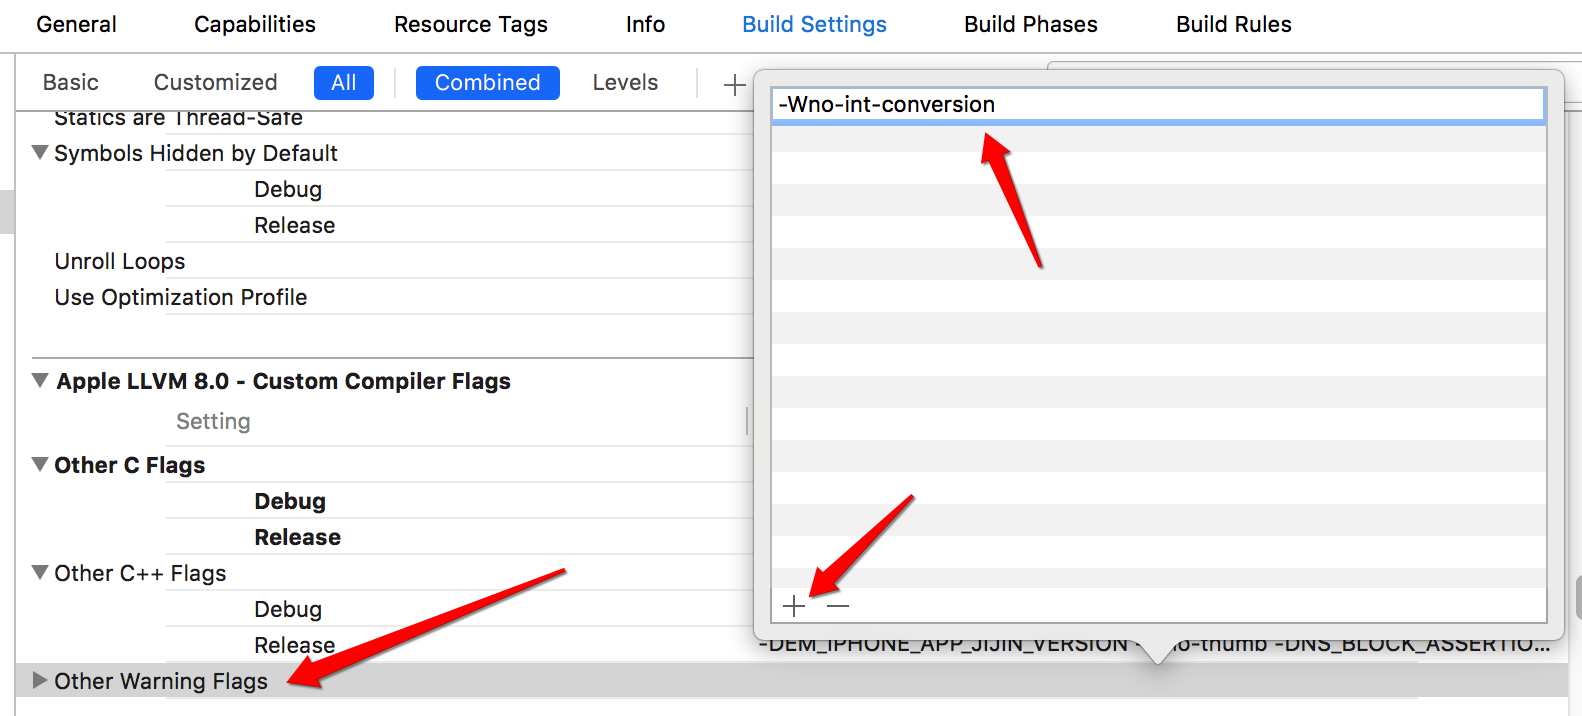 General Capabilities Resource Tags Info Build Settings Build Phases Build Rules
Basic Customized All Combined Levels +
-Wno-int-conversion
Statics are Thread-Safe
Symbols Hidden by Default
Debug
Release
Unroll Loops
Use Optimization Profile
Apple LLVM 8.0 - Custom Compiler Flags
Setting
Other C Flags
Debug
Release
Other C++ Flags
Debug
Release -DEM_IPHONE_APP_JIJIN_VERSION -thumb -DNS_BLOCK_ASSERTIO...
Other Warning Flags